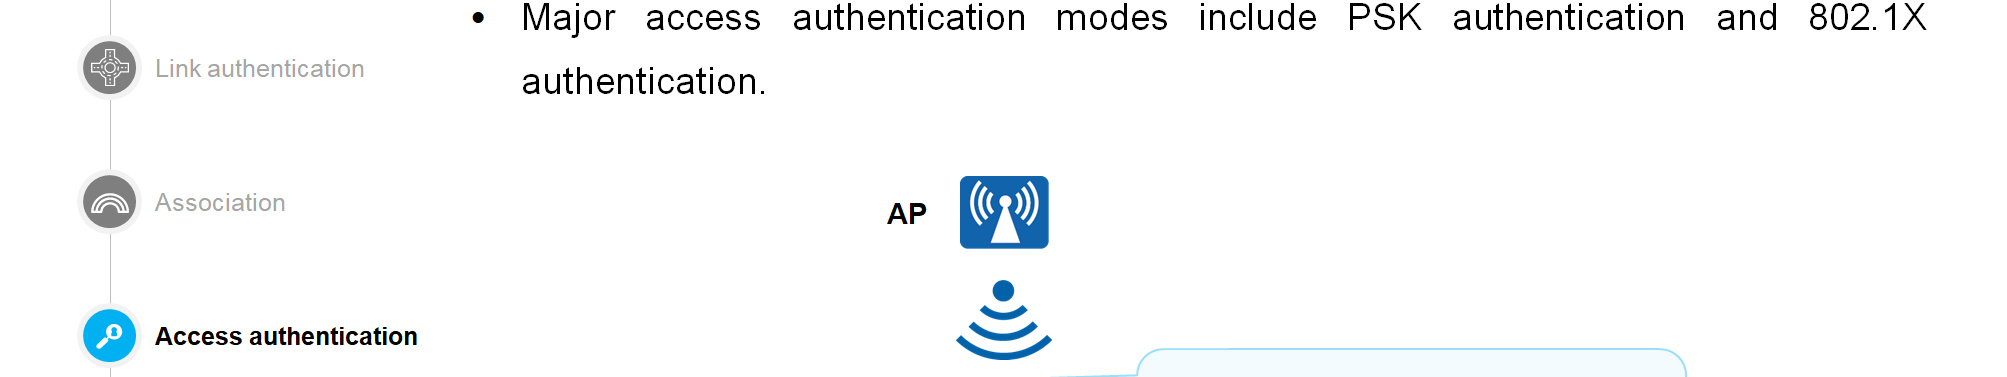 • Major access authentication modes include PSK authentication and 802.1X
authentication.
Link authentication
Association
AP
Access authentication